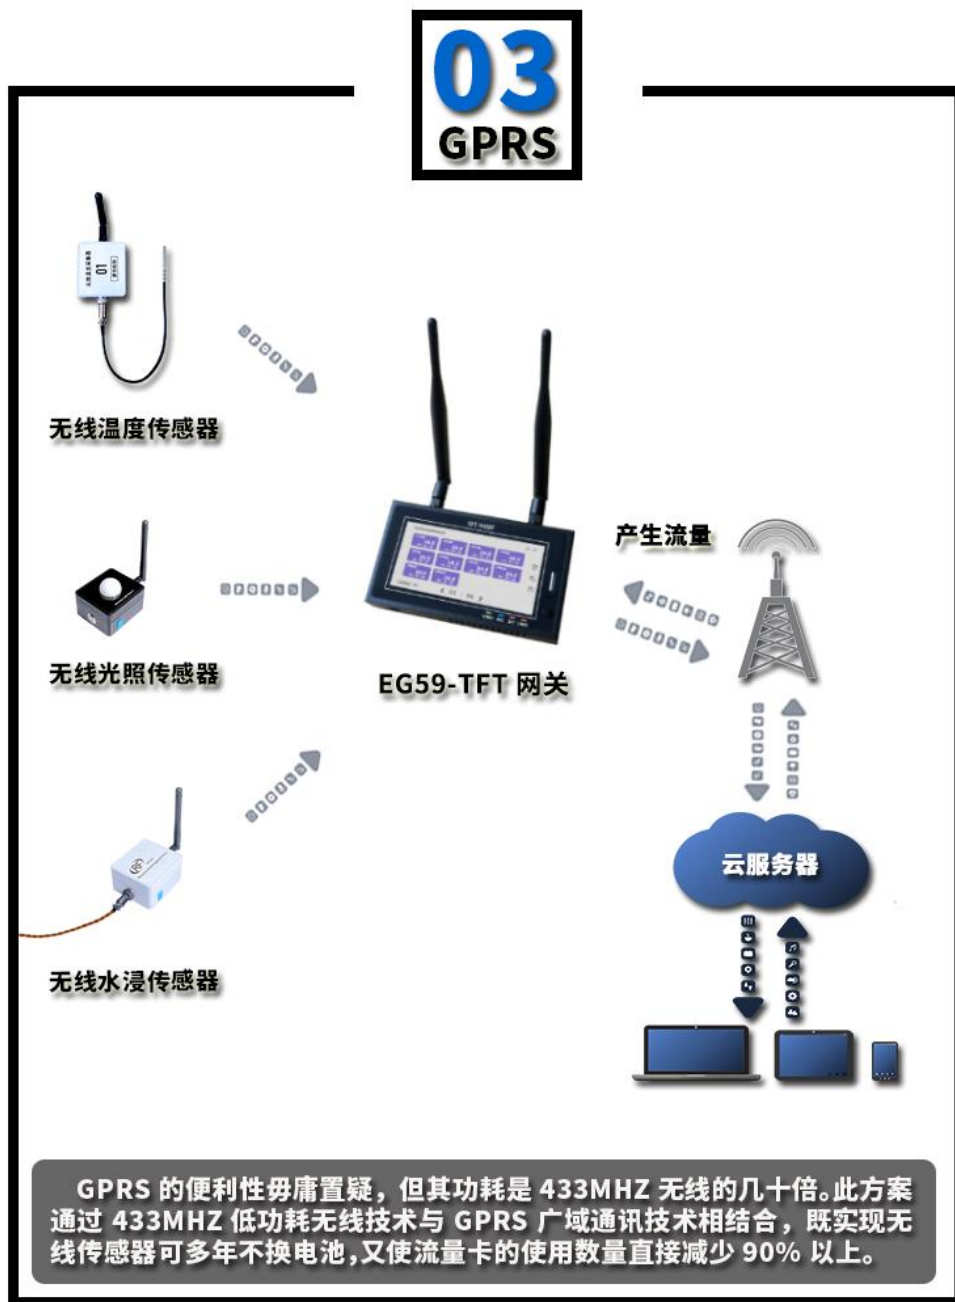 03
GPRS
01
无线温度传感器
产生流量
无线光照传感器
EG59-TFT 网关
云服务器
无线水浸传感器
GPRS 的便利性毋庸置疑，但其功耗是 433MHZ 无线的几十倍。此方案
通过 433MHZ 低功耗无线技术与 GPRS 广域通讯技术相结合，既实现无
线传感器可多年不换电池，又使流量卡的使用数量直接减少 90% 以上。